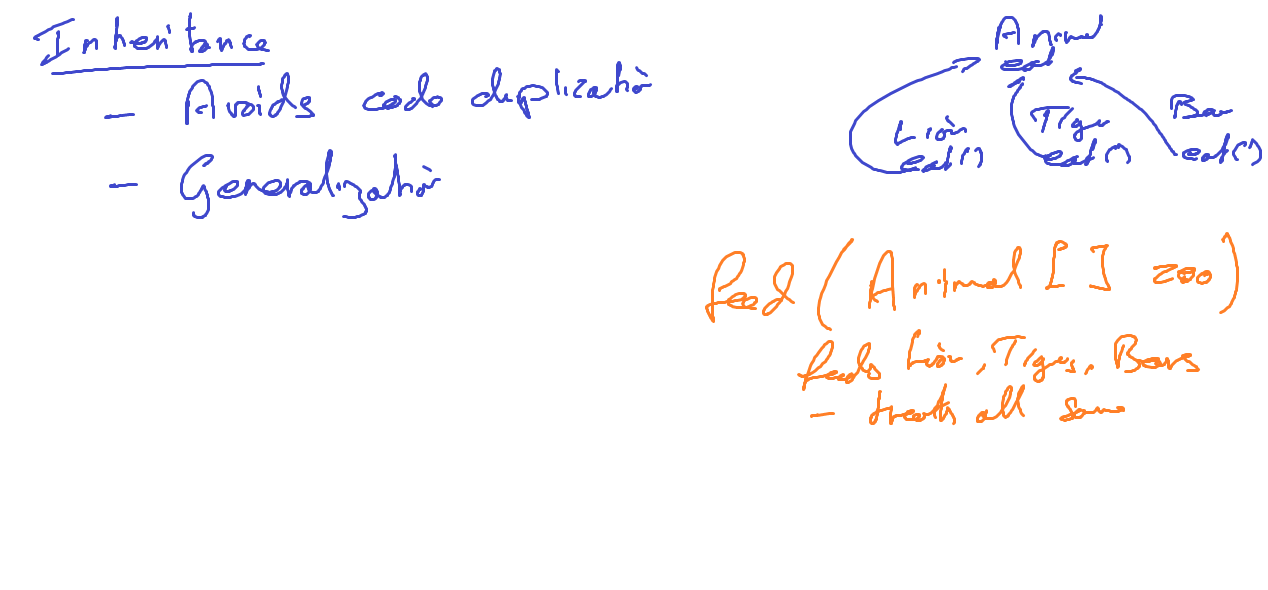 Inheritance
- Avoids code duplication
- Generalization
Animal
eat
Lion Tiger Bear
eat() eat() eat()
feed(Animal[] zoo)
feeds Lion, Tigers, Bears
- treats all same